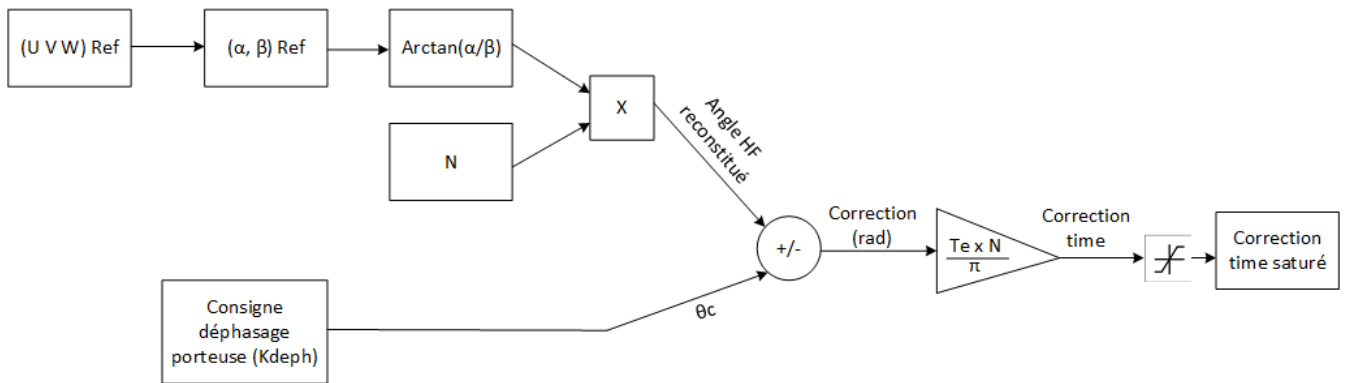 (U V W) Ref
(α, β) Ref
Arctan(α/β)
X
N
Angle HF
reconstitué
+/-
Correction
(rad)
Te x N
π
Correction
time
Correction
time saturé
Consigne
déphasage
porteuse (Kdeph)
θc